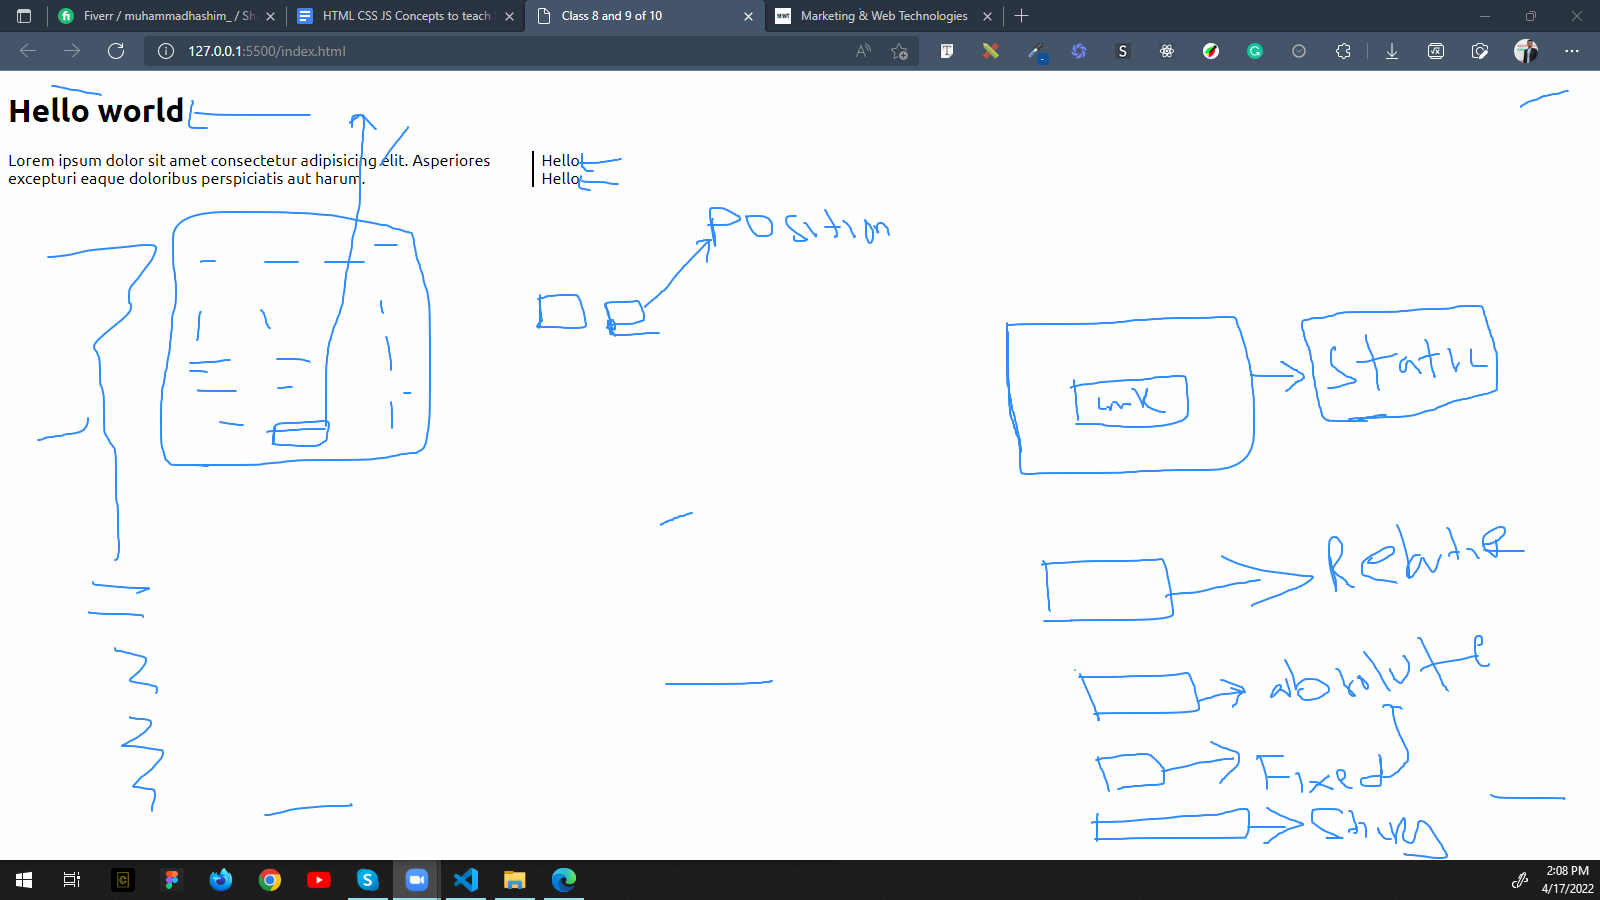 Fiverr / muhammadhashim_ / Sh
HTML CSS JS Concepts to teach
Class 8 and 9 of 10
MWT
Marketing & Web Technologies
127.0.0.1:5500/index.html
Hello world
Lorem ipsum dolor sit amet consectetur adipisicing elit. Asperiores
excepturi eaque doloribus perspiciatis aut harum.
Hello
Hello
Position
Static
Relative
absolute
Fixed
2:08 PM
4/17/2022